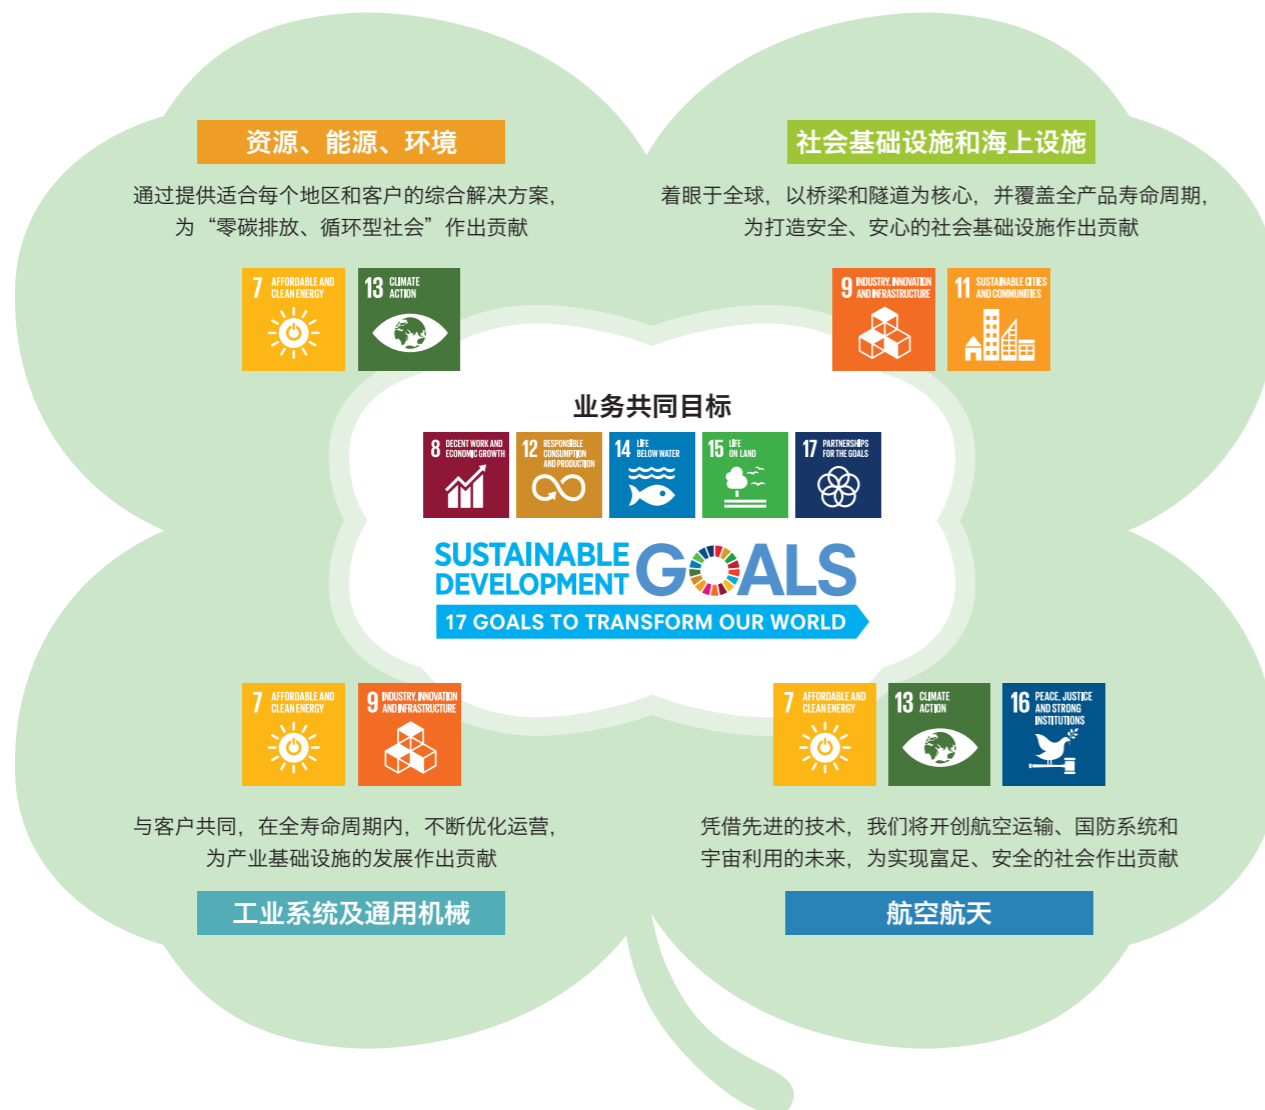 资源、能源、环境
通过提供适合每个地区和客户的综合解决方案，
为“零碳排放、循环型社会”作出贡献
7 AFFORDABLE AND
CLEAN ENERGY
13 CLIMATE
ACTION
社会基础设施和海上设施
着眼于全球，以桥梁和隧道为核心，并覆盖全产品寿命周期，
为打造安全、安心的社会基础设施作出贡献
9 INDUSTRY, INNOVATION
AND INFRASTRUCTURE
11 SUSTAINABLE CITIES
AND COMMUNITIES
业务共同目标
8 DECENT WORK AND
ECONOMIC GROWTH
12 RESPONSIBLE
CONSUMPTION
AND PRODUCTION
14 LIFE
BELOW WATER
15 LIFE
ON LAND
17 PARTNERSHIPS
FOR THE GOALS
SUSTAINABLE
DEVELOPMENT
GOALS
17 GOALS TO TRANSFORM OUR WORLD
7 AFFORDABLE AND
CLEAN ENERGY
9 INDUSTRY, INNOVATION
AND INFRASTRUCTURE
与客户共同，在全寿命周期内，不断优化运营，
为产业基础设施的发展作出贡献
工业系统及通用机械
7 AFFORDABLE AND
CLEAN ENERGY
13 CLIMATE
ACTION
16 PEACE, JUSTICE
AND STRONG
INSTITUTIONS
凭借先进的技术，我们将开创航空运输、国防系统和
宇宙利用的未来，为实现富足、安全的社会作出贡献
航空航天